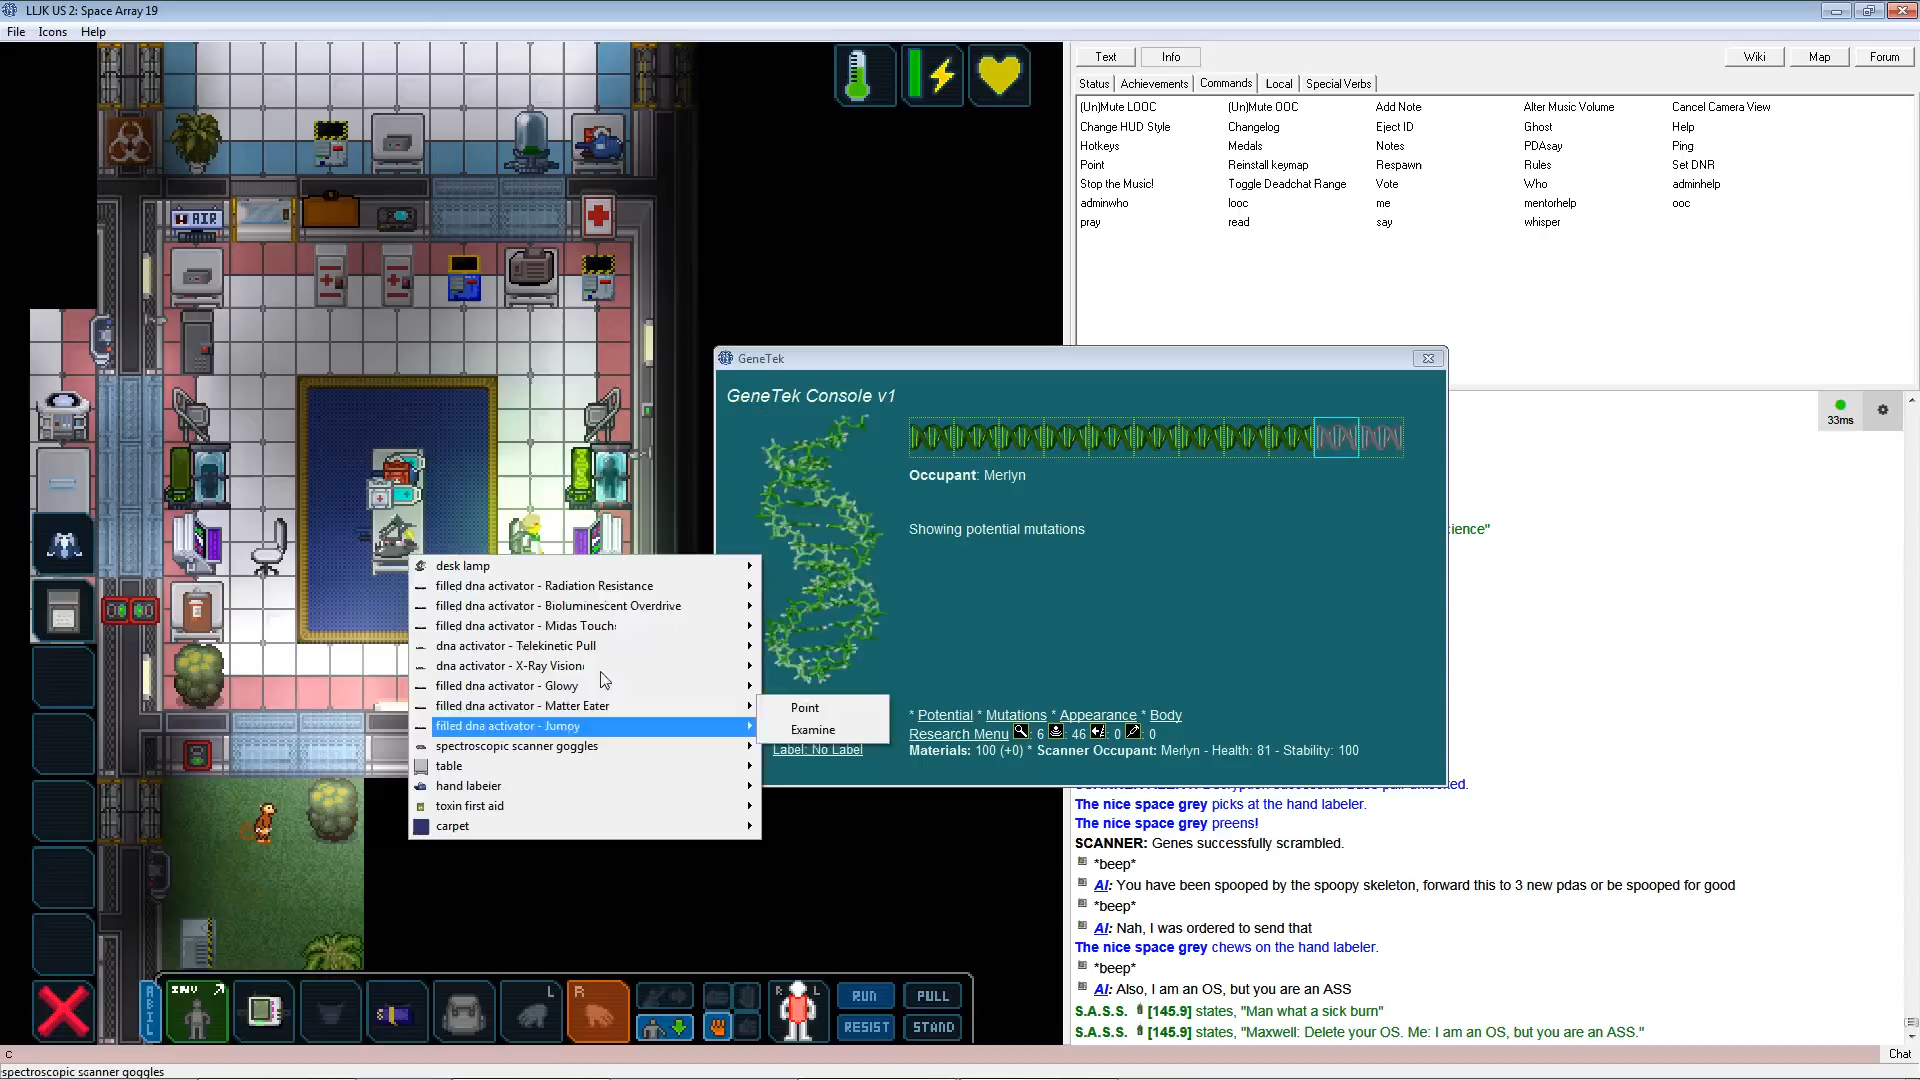 LLJK US 2: Space Array 19
File Icons Help
Text Info Wiki Map Forum
Status Achievements Commands Local Special Verbs
(Un)Mute LOOC (Un)Mute OOC Add Note Alter Music Volume Cancel Camera View
Change HUD Style Changelog Eject ID Ghost Help
Hotkeys Medals Notes PDAsay Ping
Point Reinstall keymap Respawn Rules Set DNR
Stop the Music! Toggle Deadchat Range Vote Who adminhelp
adminwho looc me mentorhelp ooc
pray read say whisper
AIR
33ms
GeneTek
GeneTek Console v1
Occupant: Merlyn
Showing potential mutations
* Potential * Mutations * Appearance * Body
Research Menu : 6 : 46 : 0 : 0
Label: No Label
Materials: 100 (+0) * Scanner Occupant: Merlyn - Health: 81 - Stability: 100
desk lamp
filled dna activator - Radiation Resistance
filled dna activator - Bioluminescent Overdrive
filled dna activator - Midas Touch
dna activator - Telekinetic Pull
dna activator - X-Ray Vision
filled dna activator - Glowy
filled dna activator - Matter Eater
filled dna activator - Jumpy
spectroscopic scanner goggles
table
hand labeler
toxin first aid
carpet
Point
Examine
The nice space grey picks at the hand labeler.
The nice space grey preens!
SCANNER: Genes successfully scrambled.
*beep*
AI: You have been spooped by the spoopy skeleton, forward this to 3 new pdas or be spooped for good
*beep*
AI: Nah, I was ordered to send that
The nice space grey chews on the hand labeler.
*beep*
AI: Also, I am an OS, but you are an ASS
S.A.S.S. [145.9] states, "Man what a sick burn"
S.A.S.S. [145.9] states, "Maxwell: Delete your OS. Me: I am an OS, but you are an ASS."
ABIL
INV L R R L
RUN PULL
RESIST STAND
C
Chat
spectroscopic scanner goggles